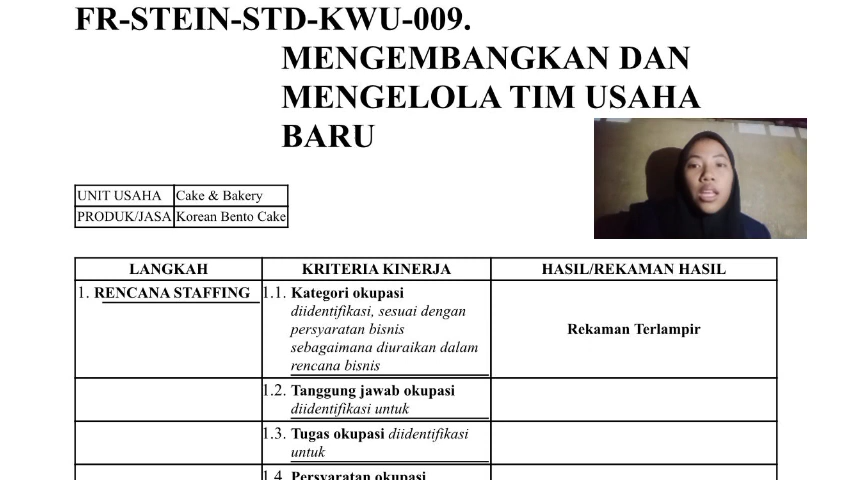 FR-STEIN-STD-KWU-009.
MENGEMBANGKAN DAN
MENGELOLA TIM USAHA
BARU
UNIT USAHA Cake & Bakery
PRODUK/JASA Korean Bento Cake
LANGKAH KRITERIA KINERJA HASIL/REKAMAN HASIL
1. RENCANA STAFFING 1.1. Kategori okupasi
diidentifikasi, sesuai dengan
persyaratan bisnis
sebagaimana diuraikan dalam
rencana bisnis
Rekaman Terlampir
1.2. Tanggung jawab okupasi
diidentifikasi untuk
1.3. Tugas okupasi diidentifikasi
untuk
1.4. Persyaratan okupasi